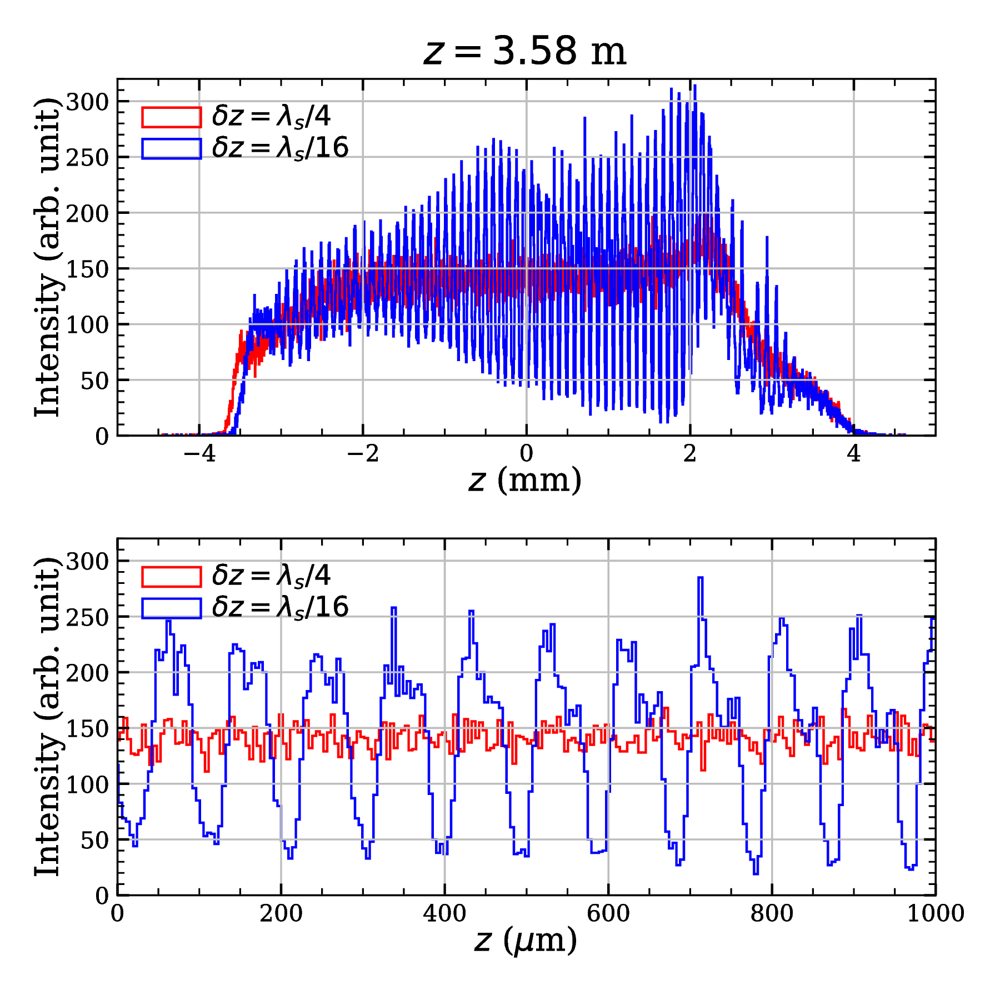 z = 3.58 m
Intensity (arb. unit)
300
250
200
150
100
50
0
δz = λs/4
δz = λs/16
−4 −2 0 2 4
z (mm)
Intensity (arb. unit)
300
250
200
150
100
50
0
δz = λs/4
δz = λs/16
0 200 400 600 800 1000
z (μm)